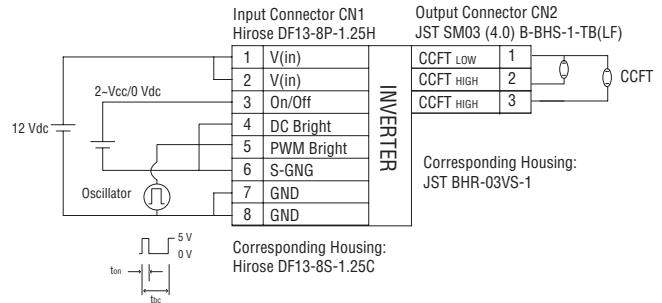 Input Connector CN1
Hirose DF13-8P-1.25H
Output Connector CN2
JST SM03 (4.0) B-BHS-1-TB(LF)
1 V(in)
2 V(in)
3 On/Off
4 DC Bright
5 PWM Bright
6 S-GNG
7 GND
8 GND
INVERTER
CCFT LOW 1
CCFT HIGH 2
CCFT HIGH 3
CCFT
2~Vcc/0 Vdc
12 Vdc
Oscillator
Corresponding Housing:
JST BHR-03VS-1
Corresponding Housing:
Hirose DF13-8S-1.25C
5 V
0 V
ton
tbc